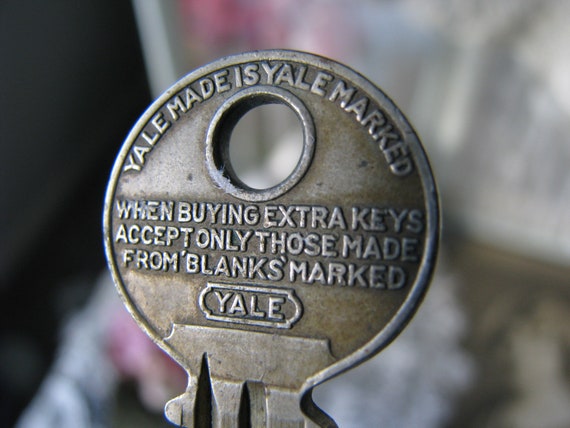 YALE MADE IS YALE MARKED
WHEN BUYING EXTRA KEYS
ACCEPT ONLY THOSE MADE
FROM 'BLANKS' MARKED
YALE